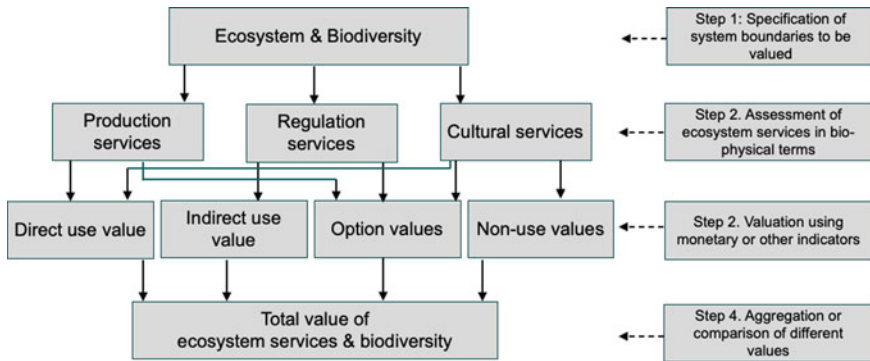 Ecosystem & Biodiversity
Step 1: Specification of
system boundaries to be
valued
Production
services
Regulation
services
Cultural services
Step 2. Assessment of
ecosystem services in bio-
physical terms
Direct use value
Indirect use
value
Option values
Non-use values
Step 2. Valuation using
monetary or other indicators
Total value of
ecosystem services & biodiversity
Step 4. Aggregation or
comparison of different
values